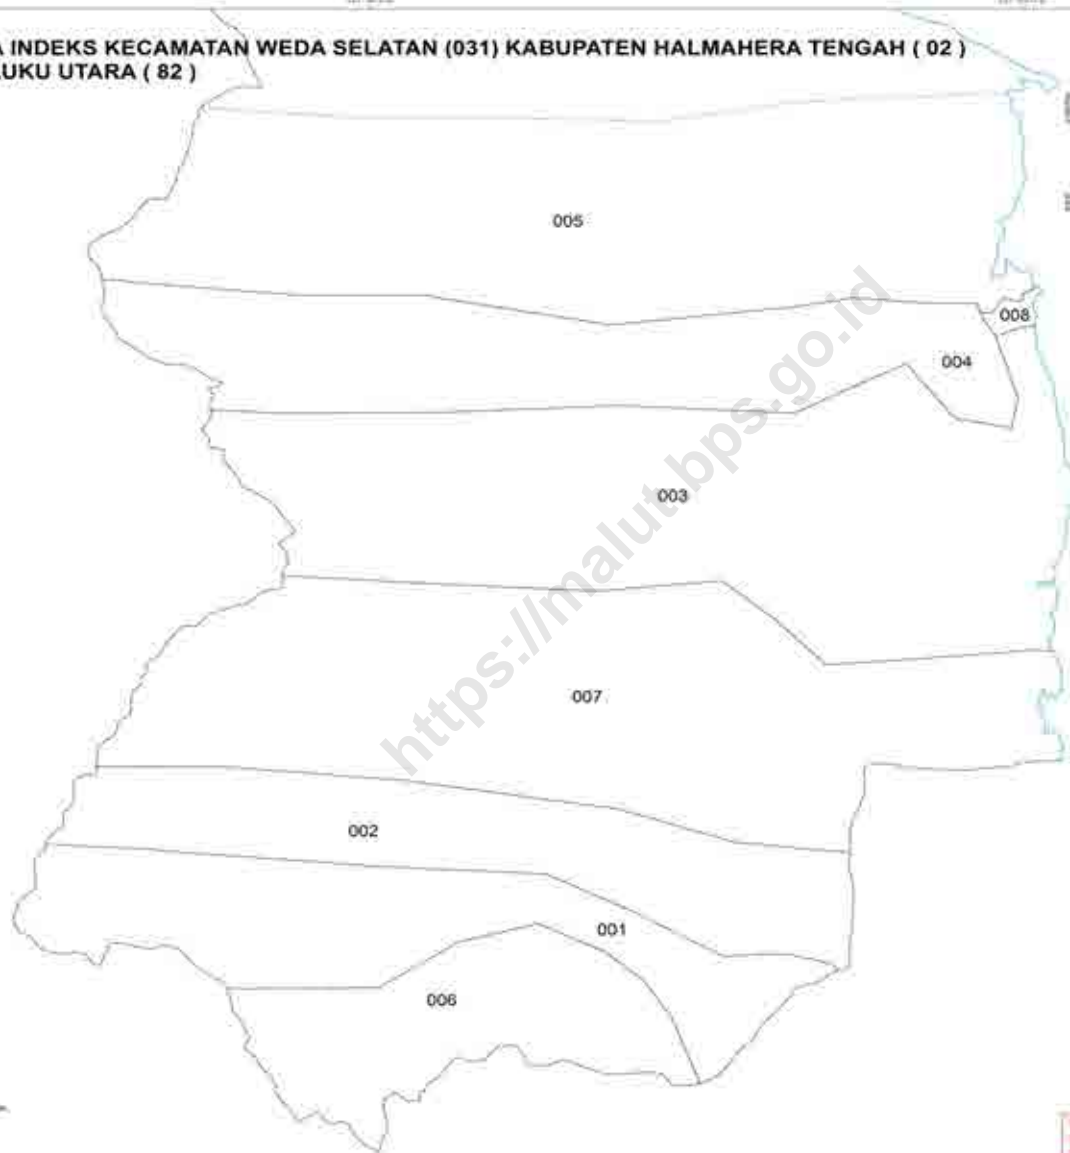 A INDEKS KECAMATAN WEDA SELATAN (031) KABUPATEN HALMAHERA TENGAH ( 02 )
UKU UTARA ( 82 )
005
008
004
003
https://malut.bps.go.id
007
002
001
006